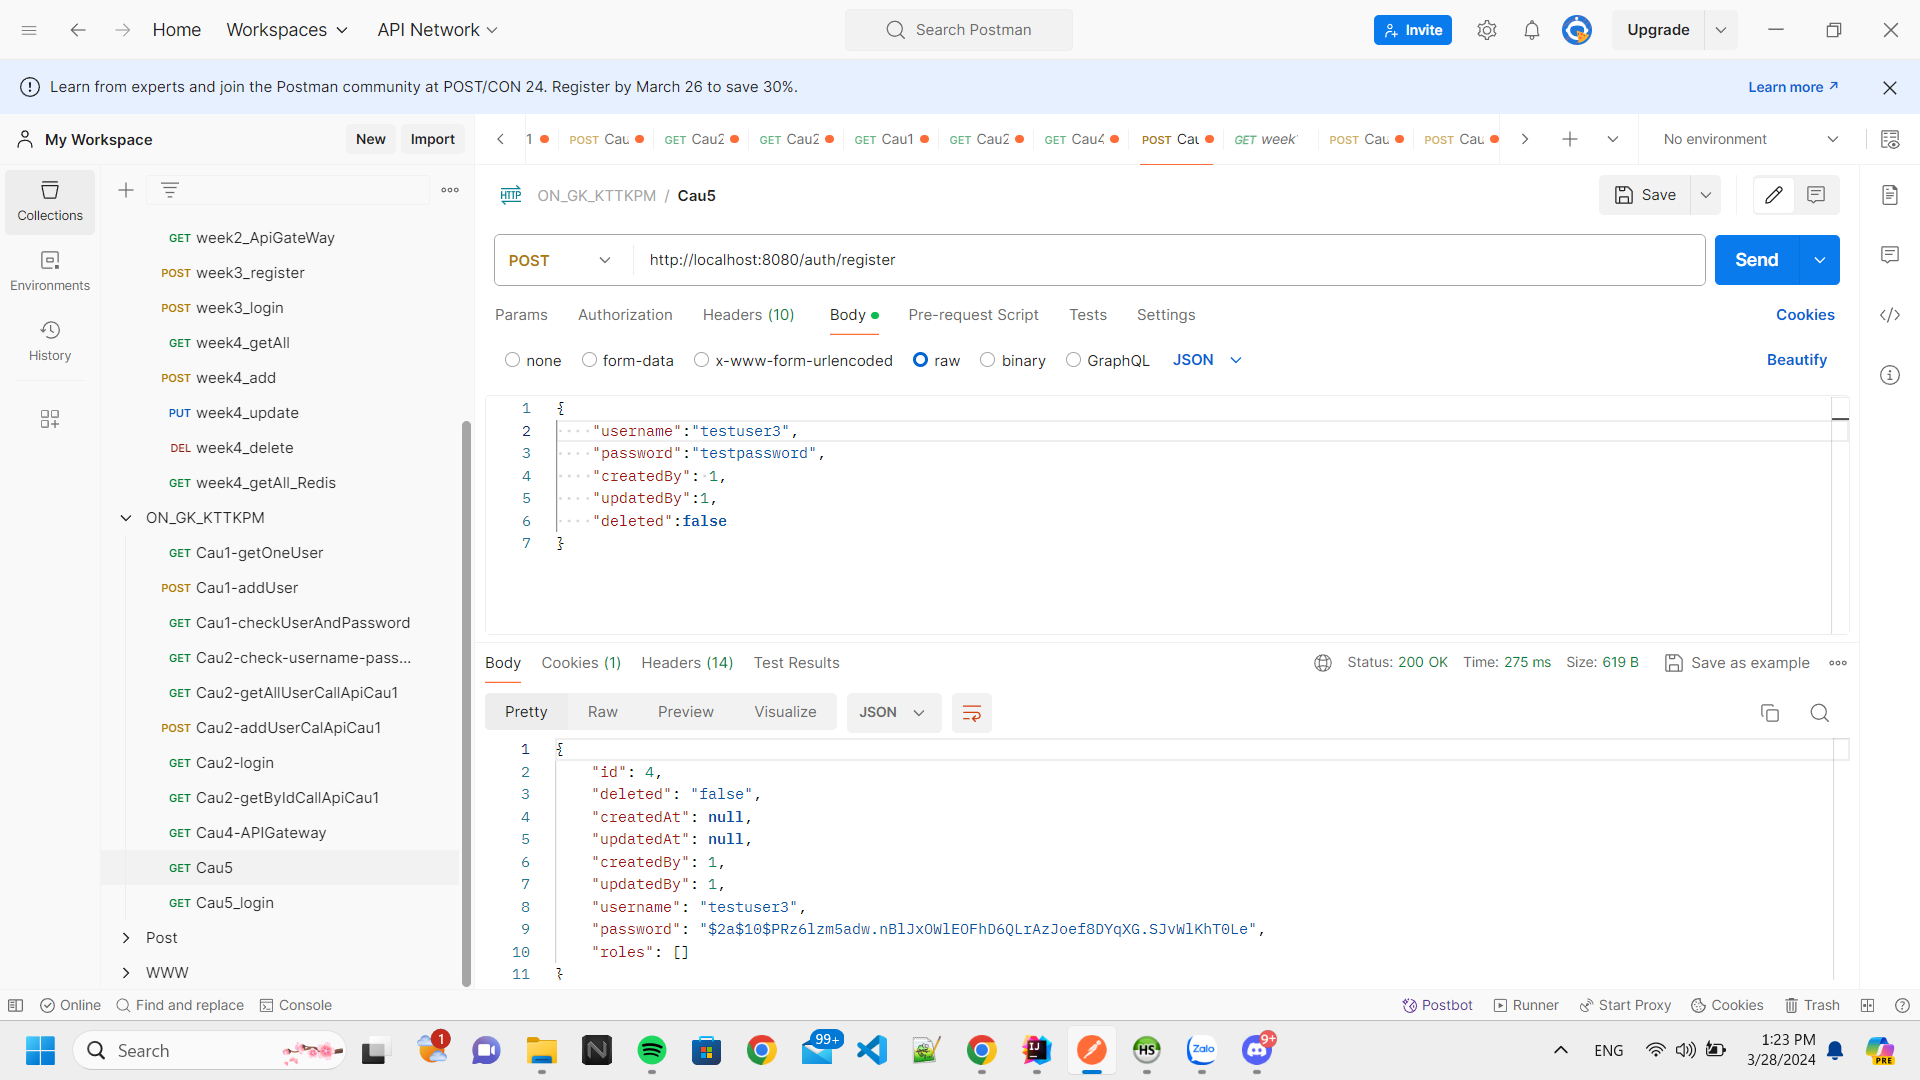 Home
Workspaces
API Network
Search Postman
Invite
Upgrade
Learn from experts and join the Postman community at POST/CON 24. Register by March 26 to save 30%.
Learn more
My Workspace
New
Import
1
POST Cau
GET Cau2
GET Cau2
GET Cau1
GET Cau2
GET Cau4
POST Cau
GET week
POST Cau
POST Cau
No environment
Collections
Environments
History
GET week2_ApiGateWay
POST week3_register
POST week3_login
GET week4_getAll
POST week4_add
PUT week4_update
DEL week4_delete
GET week4_getAll_Redis
ON_GK_KTTKPM
GET Cau1-getOneUser
POST Cau1-addUser
GET Cau1-checkUserAndPassword
GET Cau2-check-username-pass...
GET Cau2-getAllUserCallApiCau1
POST Cau2-addUserCalApiCau1
GET Cau2-login
GET Cau2-getByIdCallApiCau1
GET Cau4-APIGateway
GET Cau5
GET Cau5_login
Post
WWW
HTTP
ON_GK_KTTKPM / Cau5
Save
POST
http://localhost:8080/auth/register
Send
Params
Authorization
Headers (10)
Body
Pre-request Script
Tests
Settings
Cookies
none
form-data
x-www-form-urlencoded
raw
binary
GraphQL
JSON
Beautify
1 {
2 "username":"testuser3",
3 "password":"testpassword",
4 "createdBy": 1,
5 "updatedBy":1,
6 "deleted":false
7 }
Body
Cookies (1)
Headers (14)
Test Results
Status: 200 OK
Time: 275 ms
Size: 619 B
Save as example
Pretty
Raw
Preview
Visualize
JSON
1 {
2 "id": 4,
3 "deleted": "false",
4 "createdAt": null,
5 "updatedAt": null,
6 "createdBy": 1,
7 "updatedBy": 1,
8 "username": "testuser3",
9 "password": "$2a$10$PRz6lzm5adw.nBlJxOWlEOFhD6QLrAzJoef8DYqXG.SJvWlKhT0Le",
10 "roles": []
11 }
Online
Find and replace
Console
Postbot
Runner
Start Proxy
Cookies
Trash
Search
1
99+
IJ
HS
Zalo
9+
ENG
1:23 PM
3/28/2024
PRE